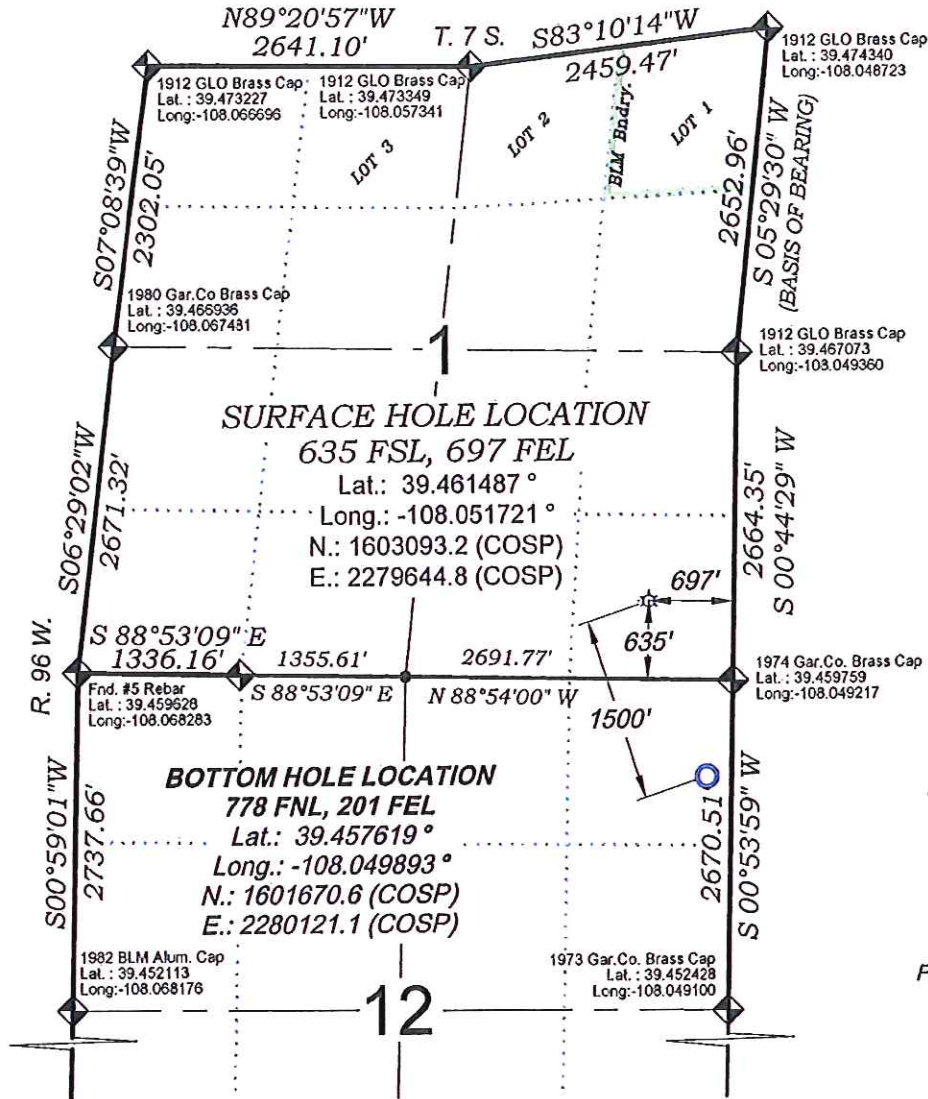 N89°20'57"W
2641.10'
T. 7 S.
S83°10'14"W
2459.47'
1912 GLO Brass Cap
Lat. : 39.474340
Long:-108.048723
1912 GLO Brass Cap
Lat. : 39.473227
Long:-108.066696
1912 GLO Brass Cap
Lat. : 39.473349
Long:-108.057341
LOT 3
LOT 2
BLM Bndry.
LOT 1
S07°08'39"W
2302.05'
2652.96'
S 05°29'30" W
(BASIS OF BEARING)
1980 Gar.Co Brass Cap
Lat. : 39.466936
Long:-108.067481
1
1912 GLO Brass Cap
Lat. : 39.467073
Long:-108.049360
SURFACE HOLE LOCATION
635 FSL, 697 FEL
Lat.: 39.461487 °
Long.: -108.051721 °
N.: 1603093.2 (COSP)
E.: 2279644.8 (COSP)
S06°29'02"W
2671.32'
2664.35'
S 00°44'29" W
697'
635'
R. 96 W.
S 88°53'09" E
1336.16'
1355.61'
S 88°53'09" E
2691.77'
N 88°54'00" W
1500'
1974 Gar.Co. Brass Cap
Lat. : 39.459759
Long:-108.049217
Fnd. #5 Rebar
Lat. : 39.459628
Long:-108.068283
BOTTOM HOLE LOCATION
778 FNL, 201 FEL
Lat.: 39.457619 °
Long.: -108.049893 °
N.: 1601670.6 (COSP)
E.: 2280121.1 (COSP)
S00°59'01"W
2737.66'
2670.51'
S 00°53'59" W
1982 BLM Alum. Cap
Lat. : 39.452113
Long:-108.068176
1973 Gar.Co. Brass Cap
Lat. : 39.452428
Long:-108.049100
12